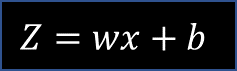 Z = wx + b